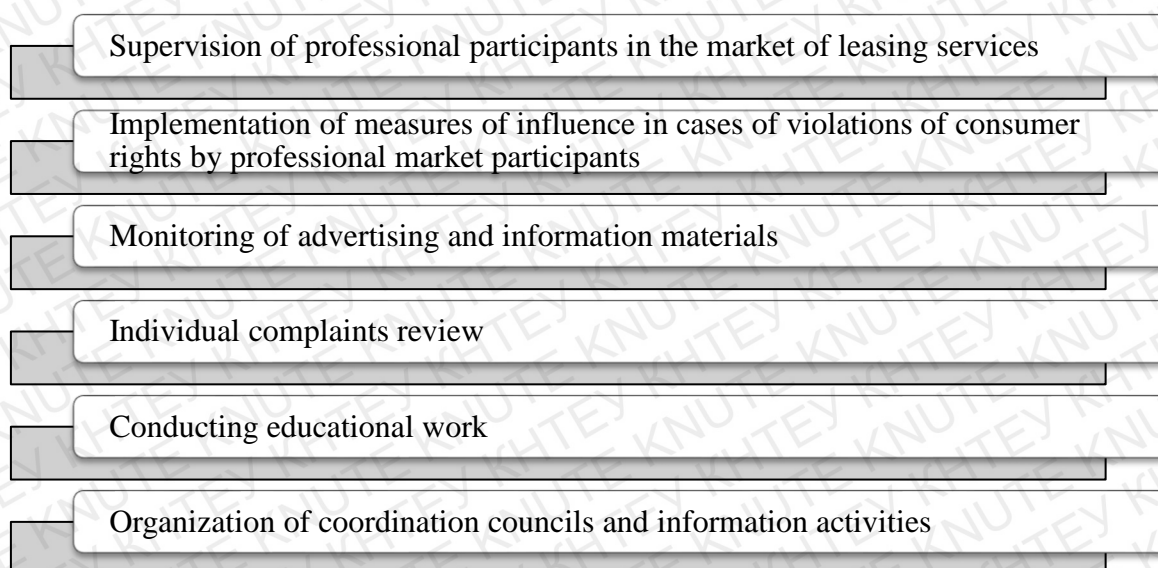 Supervision of professional participants in the market of leasing services
Implementation of measures of influence in cases of violations of consumer
rights by professional market participants
Monitoring of advertising and information materials
Individual complaints review
Conducting educational work
Organization of coordination councils and information activities